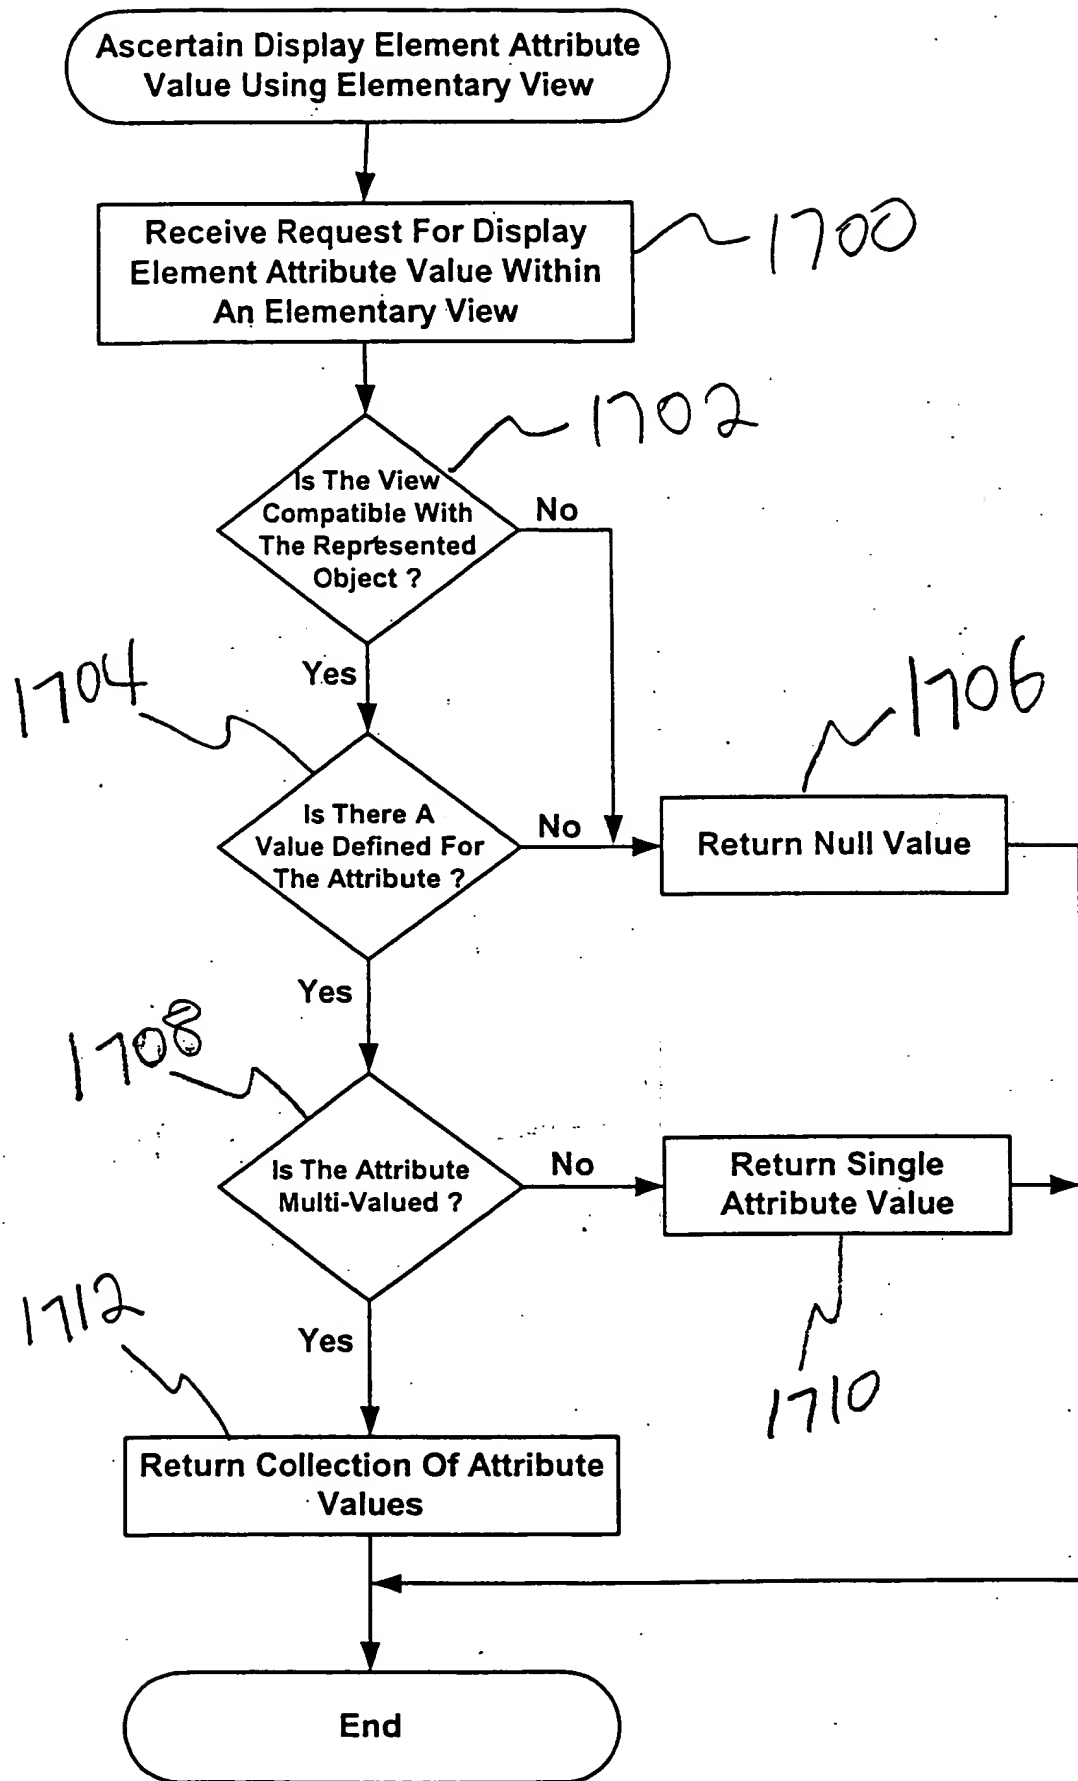 Ascertain Display Element Attribute
Value Using Elementary View
Receive Request For Display
Element Attribute Value Within
An Elementary View
1700
1702
Is The View
Compatible With
The Represented
Object ?
No
Yes
1704
1706
Is There A
Value Defined For
The Attribute ?
No
Return Null Value
Yes
1708
Is The Attribute
Multi-Valued ?
No
Return Single
Attribute Value
1710
Yes
1712
Return Collection Of Attribute
Values
End